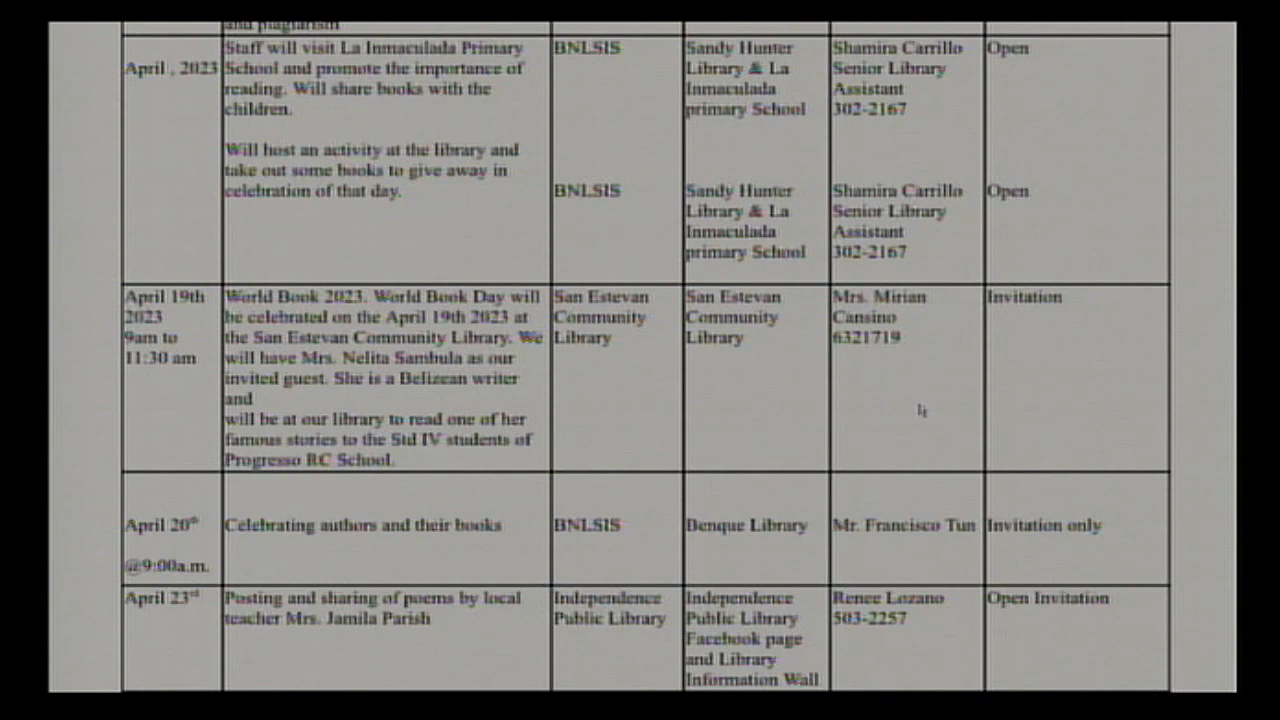 and plagiarism
April , 2023
Staff will visit La Inmaculada Primary
School and promote the importance of
reading. Will share books with the
children.
Will host an activity at the library and
take out some books to give away in
celebration of that day.
BNLSIS
BNLSIS
Sandy Hunter
Library & La
Inmaculada
primary School
Sandy Hunter
Library & La
Inmaculada
primary School
Shamira Carrillo
Senior Library
Assistant
302-2167
Shamira Carrillo
Senior Library
Assistant
302-2167
Open
Open
April 19th
2023
9am to
11:30 am
World Book 2023. World Book Day will
be celebrated on the April 19th 2023 at
the San Estevan Community Library. We
will have Mrs. Nelita Sambula as our
invited guest. She is a Belizean writer
and
will be at our library to read one of her
famous stories to the Std IV students of
Progresso RC School.
San Estevan
Community
Library
San Estevan
Community
Library
Mrs. Mirian
Cansino
6321719
Invitation
April 20th
@9:00a.m.
Celebrating authors and their books
BNLSIS
Benque Library
Mr. Francisco Tun
Invitation only
April 23rd
Posting and sharing of poems by local
teacher Mrs. Jamila Parish
Independence
Public Library
Independence
Public Library
Facebook page
and Library
Information Wall
Renee Lozano
503-2257
Open Invitation